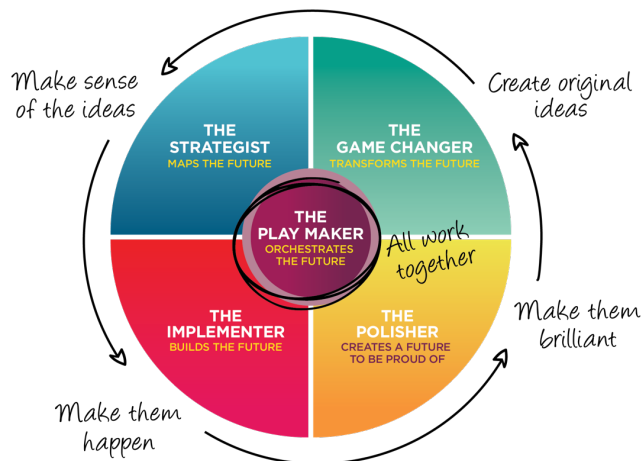 Make sense
of the ideas
Create original
ideas
THE
STRATEGIST
MAPS THE FUTURE
THE
GAME CHANGER
TRANSFORMS THE FUTURE
THE
PLAY MAKER
ORCHESTRATES
THE FUTURE
All work
together
THE
IMPLEMENTER
BUILDS THE FUTURE
THE
POLISHER
CREATES A FUTURE
TO BE PROUD OF
Make them
brilliant
Make them
happen